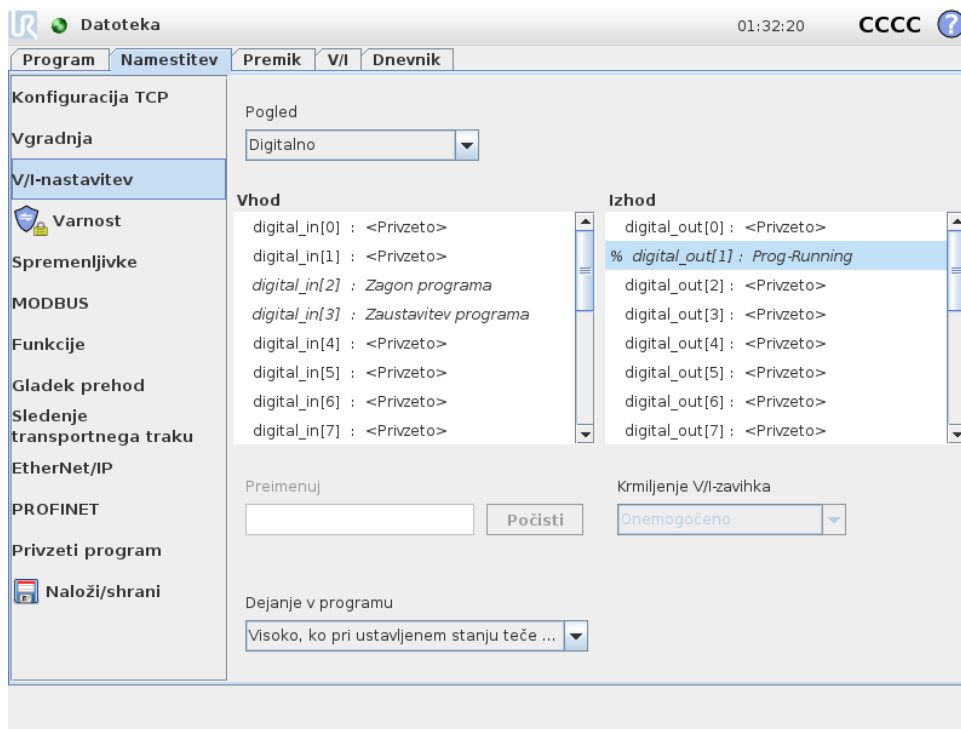 UR Datoteka 01:32:20 CCCC ?
Program Namestitev Premik V/I Dnevnik
Konfiguracija TCP
Vgradnja
V/I-nastavitev
Varnost
Spremenljivke
MODBUS
Funkcije
Gladek prehod
Sledenje
transportnega traku
EtherNet/IP
PROFINET
Privzeti program
Naloži/shrani
Pogled
Digitalno
Vhod
digital_in[0] : <Privzeto>
digital_in[1] : <Privzeto>
digital_in[2] : Zagon programa
digital_in[3] : Zaustavitev programa
digital_in[4] : <Privzeto>
digital_in[5] : <Privzeto>
digital_in[6] : <Privzeto>
digital_in[7] : <Privzeto>
Izhod
digital_out[0] : <Privzeto>
% digital_out[1] : Prog-Running
digital_out[2] : <Privzeto>
digital_out[3] : <Privzeto>
digital_out[4] : <Privzeto>
digital_out[5] : <Privzeto>
digital_out[6] : <Privzeto>
digital_out[7] : <Privzeto>
Preimenuj
Počisti
Krmiljenje V/I-zavihka
Onemogočeno
Dejanje v programu
Visoko, ko pri ustavljenem stanju teče ...